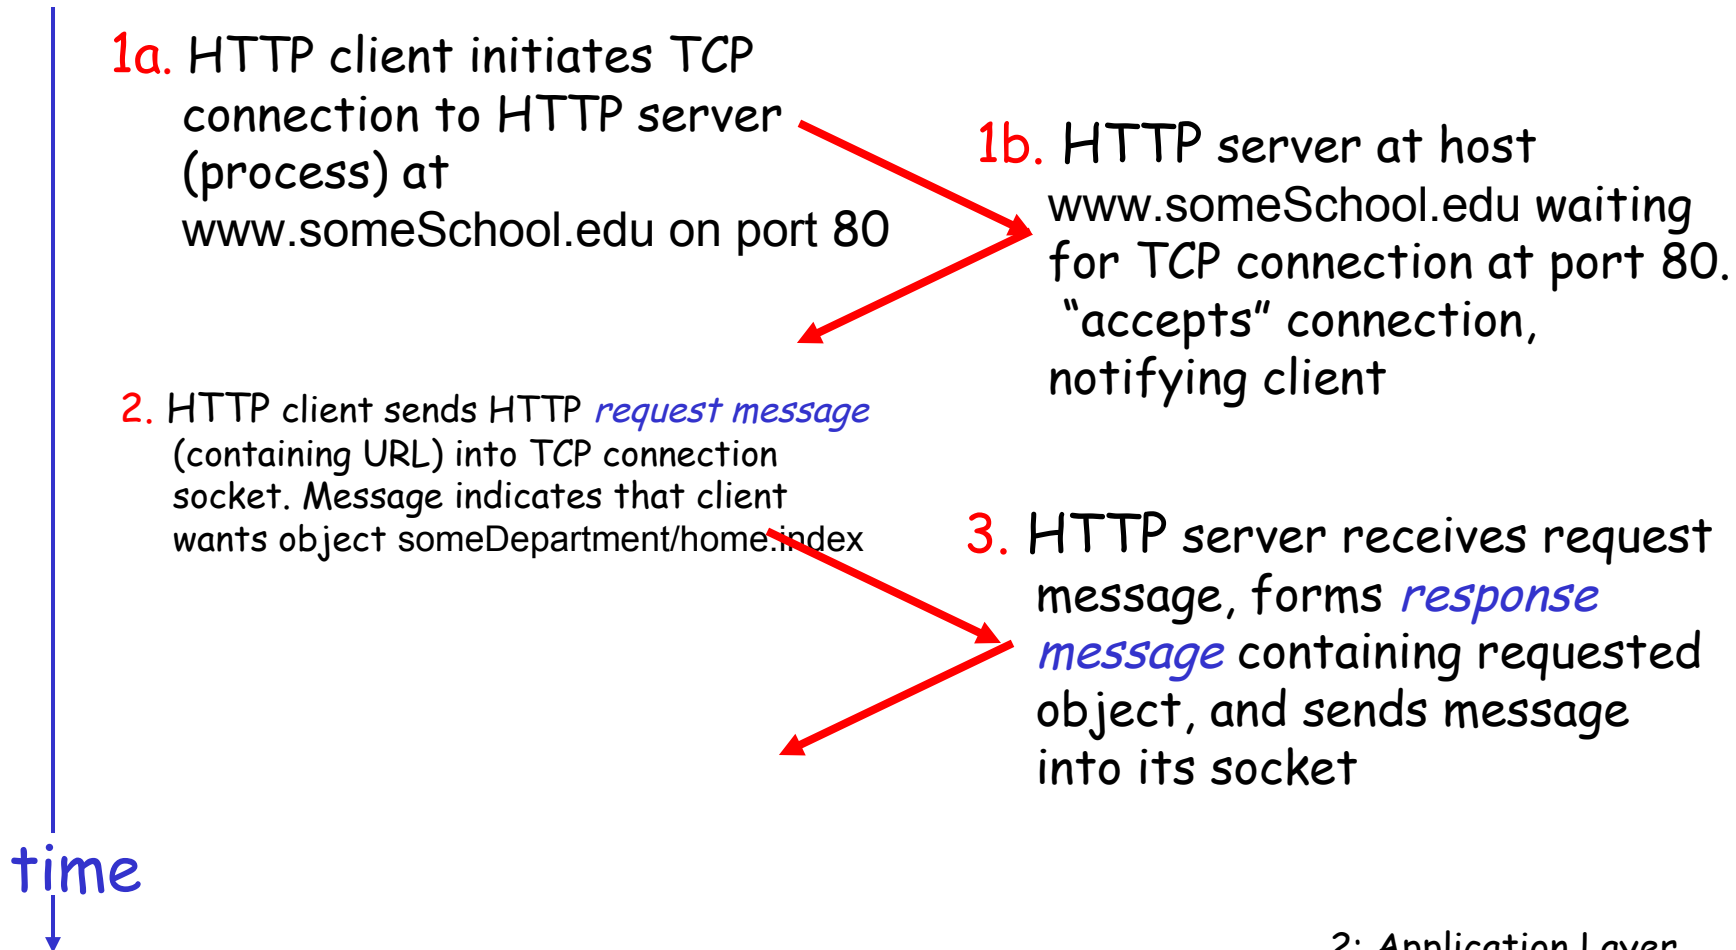 1a. HTTP client initiates TCP
connection to HTTP server
(process) at
www.someSchool.edu on port 80
1b. HTTP server at host
www.someSchool.edu waiting
for TCP connection at port 80.
“accepts” connection,
notifying client
2. HTTP client sends HTTP request message
(containing URL) into TCP connection
socket. Message indicates that client
wants object someDepartment/home.index
3. HTTP server receives request
message, forms response
message containing requested
object, and sends message
into its socket
time
2: Application Layer